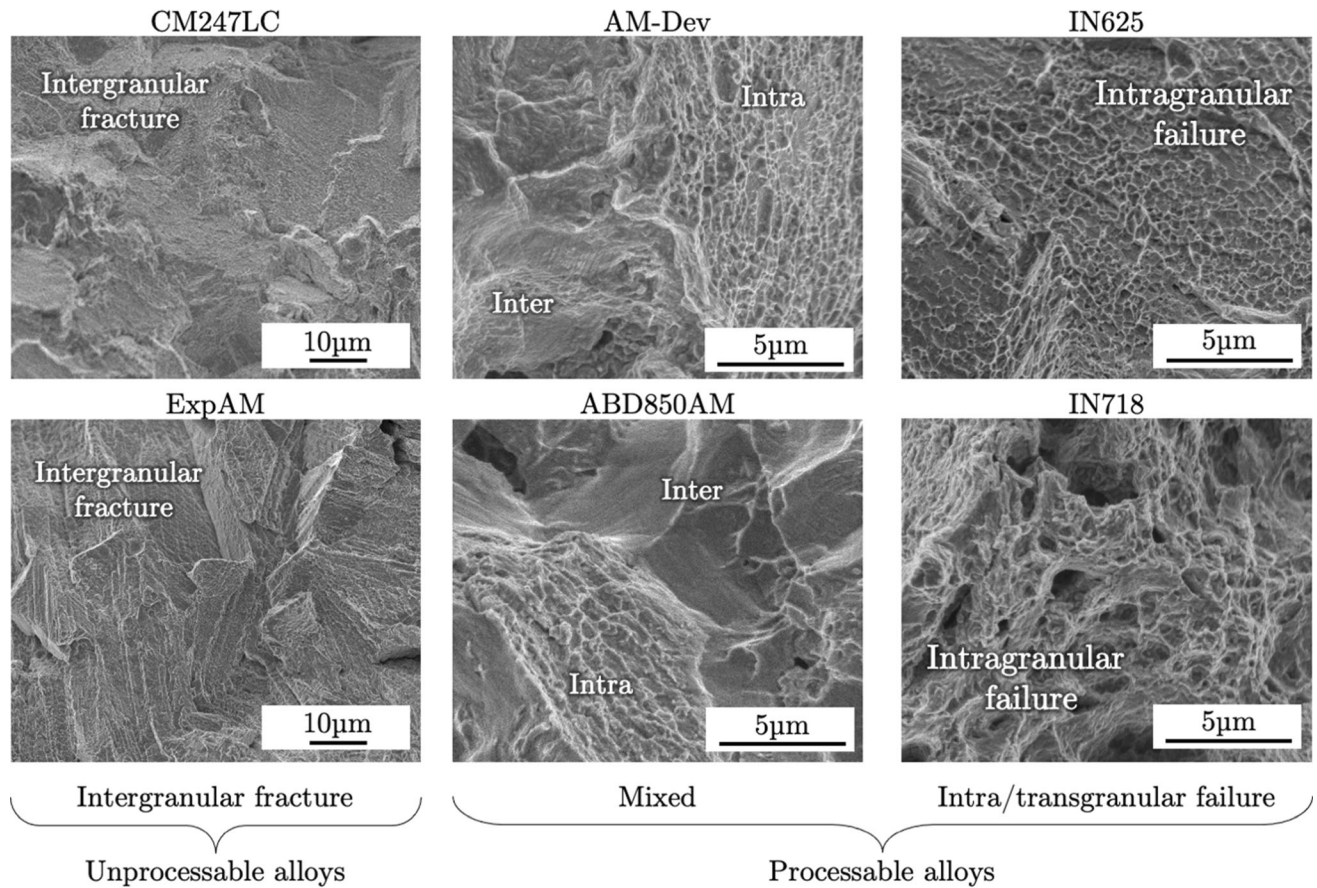 CM247LC
AM-Dev
IN625
Intergranular
fracture
10µm
Intra
Inter
5µm
Intragranular
failure
5µm
ExpAM
ABD850AM
IN718
Intergranular
fracture
10µm
Inter
Intra
5µm
Intragranular
failure
5µm
Intergranular fracture
Mixed
Intra/transgranular failure
Unprocessable alloys
Processable alloys